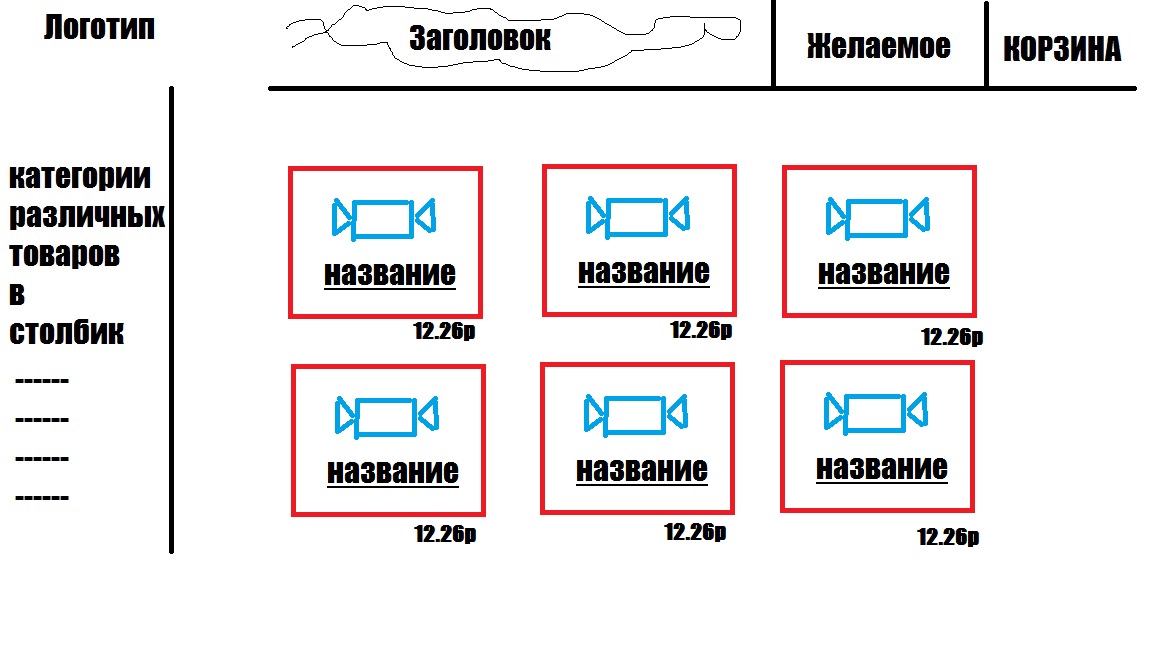 Логотип
Заголовок
Желаемое
КОРЗИНА
категории
различных
товаров
в
столбик
------
------
------
------
название
название
название
12.26р
12.26р
12.26р
название
название
название
12.26р
12.26р
12.26р